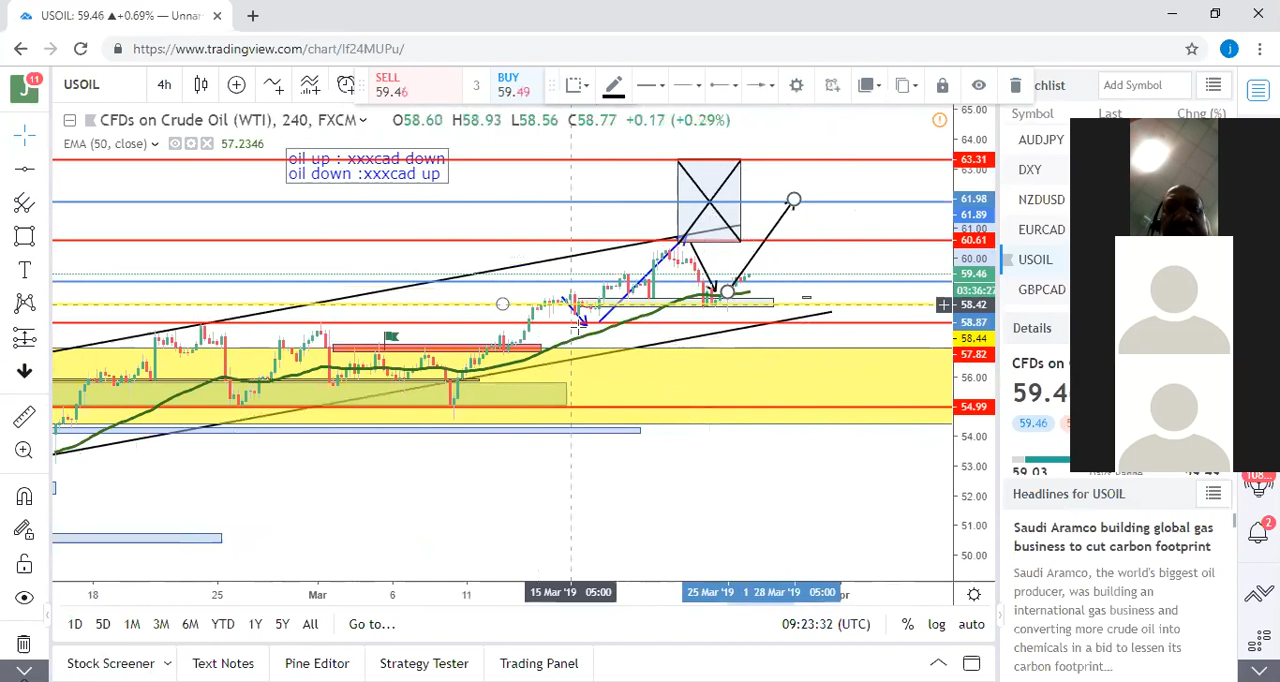 USOIL: 59.46 ▲+0.69% — Unna
https://www.tradingview.com/chart/lf24MUPu/
J
11
USOIL
4h
SELL
59.46
3
BUY
59.49
chlist
Add Symbol
Symbol
Last
Chg (%)
CFDs on Crude Oil (WTI), 240, FXCM
O58.60 H58.93 L58.56 C58.77 +0.17 (+0.29%)
EMA (50, close)
57.2346
oil up : xxxcad down
oil down :xxxcad up
65.00
64.00
63.31
63.00
61.98
61.89
61.00
60.61
60.00
59.46
03:36:27
58.42
58.87
58.44
57.82
56.00
54.99
54.00
53.00
52.00
51.00
50.00
AUDJPY
DXY
NZDUSD
EURCAD
USOIL
GBPCAD
Details
CFDs on
59.4
59.46
59.03
Headlines for USOIL
Saudi Aramco building global gas
business to cut carbon footprint
Saudi Aramco, the world's biggest oil
producer, was building an
international gas business and
converting more crude oil into
chemicals in a bid to lessen its
carbon footprint...
108
2
18
25
Mar
6
11
15 Mar '19 05:00
25 Mar '19 1
28 Mar '19 05:00
1D 5D 1M 3M 6M YTD 1Y 5Y All Go to...
09:23:32 (UTC)
% log auto
Stock Screener
Text Notes
Pine Editor
Strategy Tester
Trading Panel